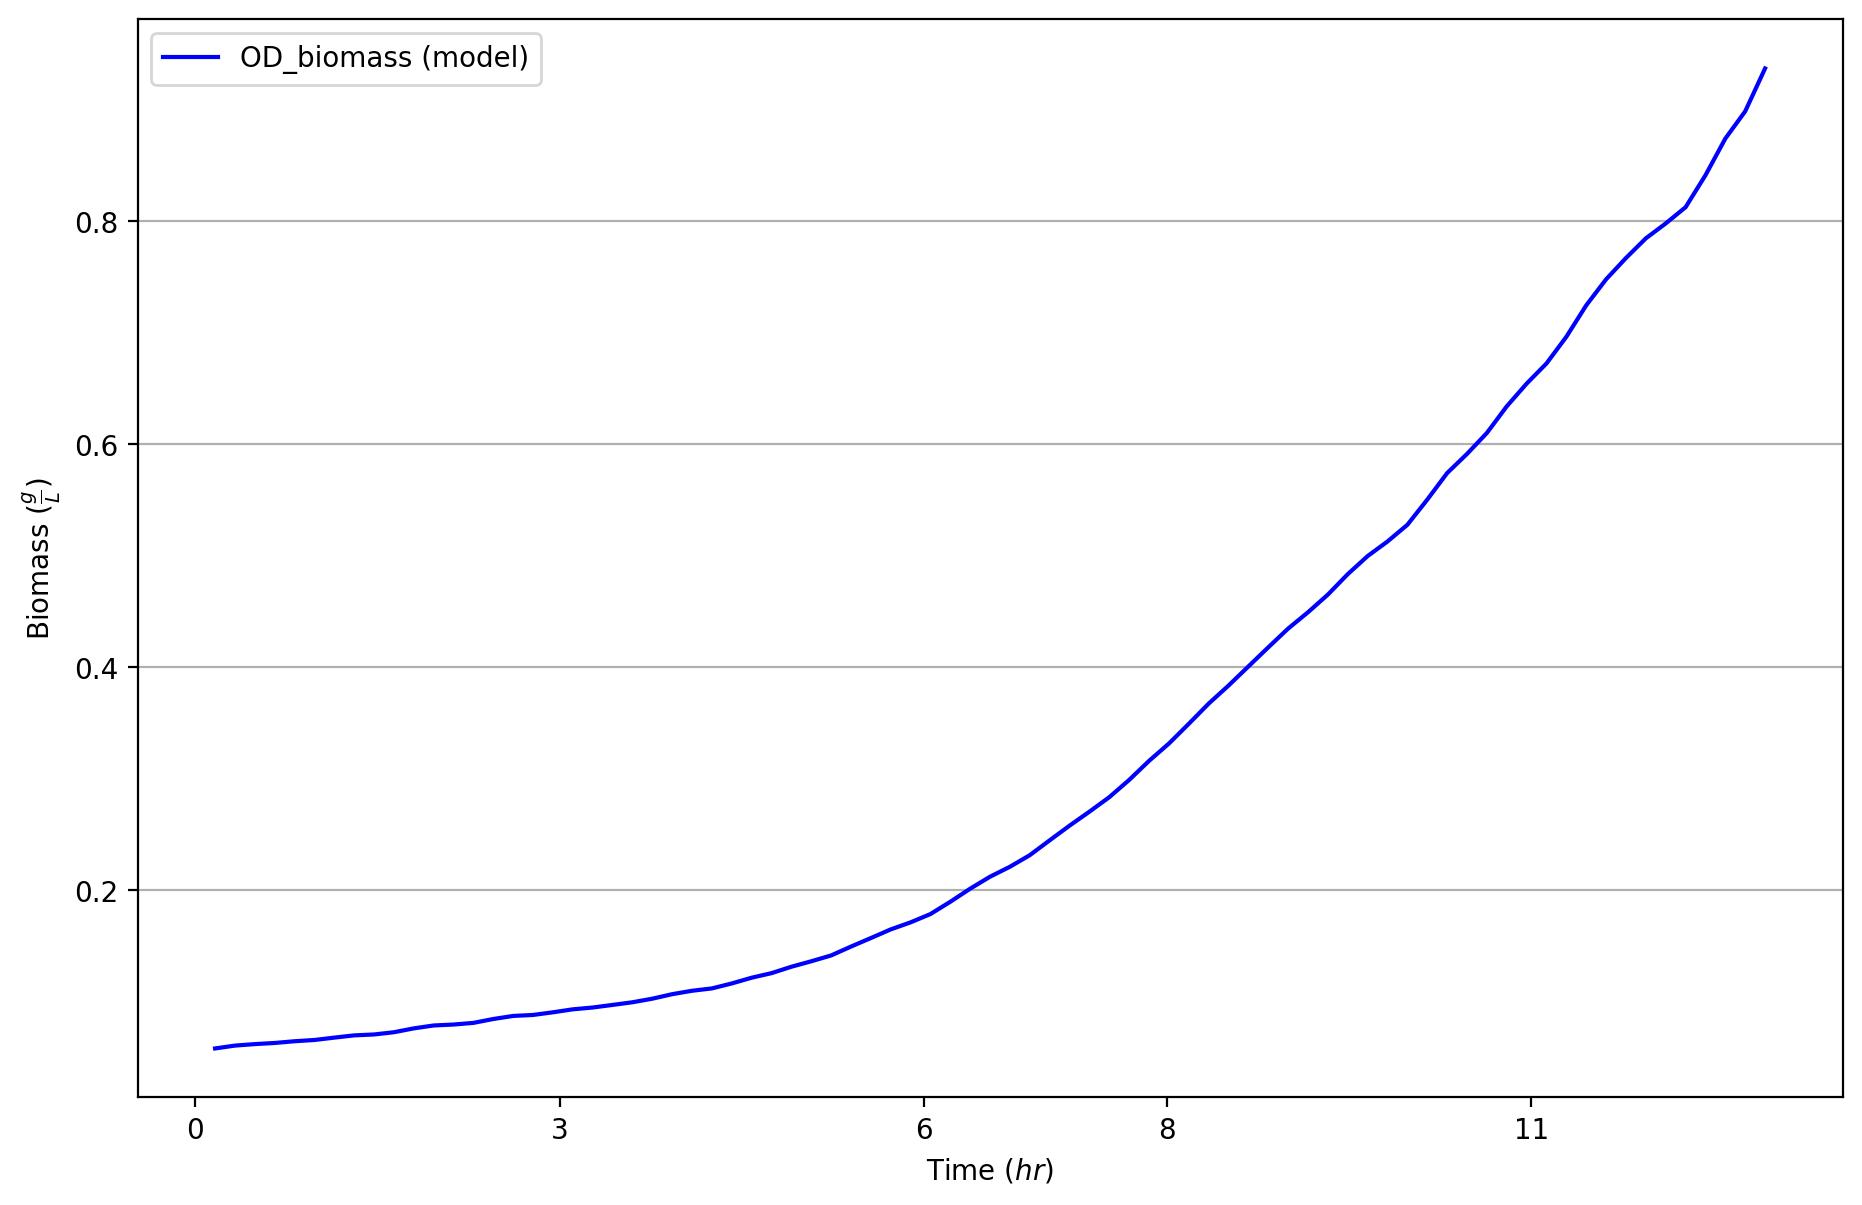 OD_biomass (model)
0.8
0.6
0.4
0.2
Biomass (g/L)
0 3 6 8 11
Time (hr)